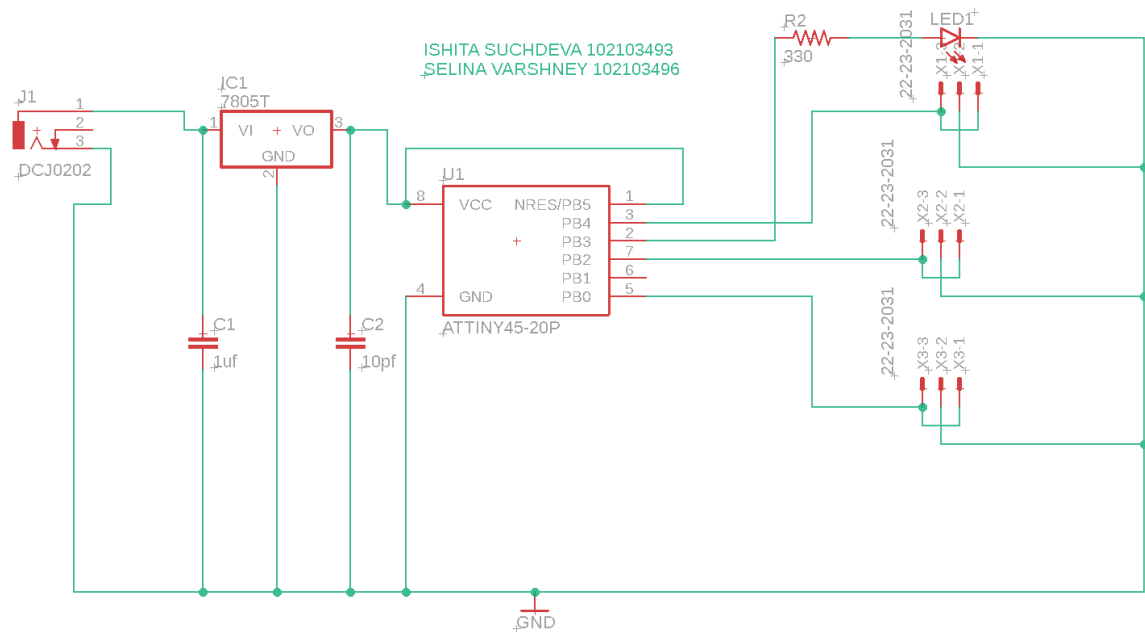 ISHITA SUCHDEVA 102103493
SELINA VARSHNEY 102103496
J1
1
2
3
DCJ0202
IC1
7805T
1
VI
VO
3
GND
2
C1
1uf
C2
10pf
U1
8
VCC
4
GND
NRES/PB5
1
PB4
3
PB3
2
PB2
7
PB1
6
PB0
5
ATTINY45-20P
R2
330
LED1
22-23-2031
X1-3
X1-2
X1-1
22-23-2031
X2-3
X2-2
X2-1
22-23-2031
X3-3
X3-2
X3-1
GND